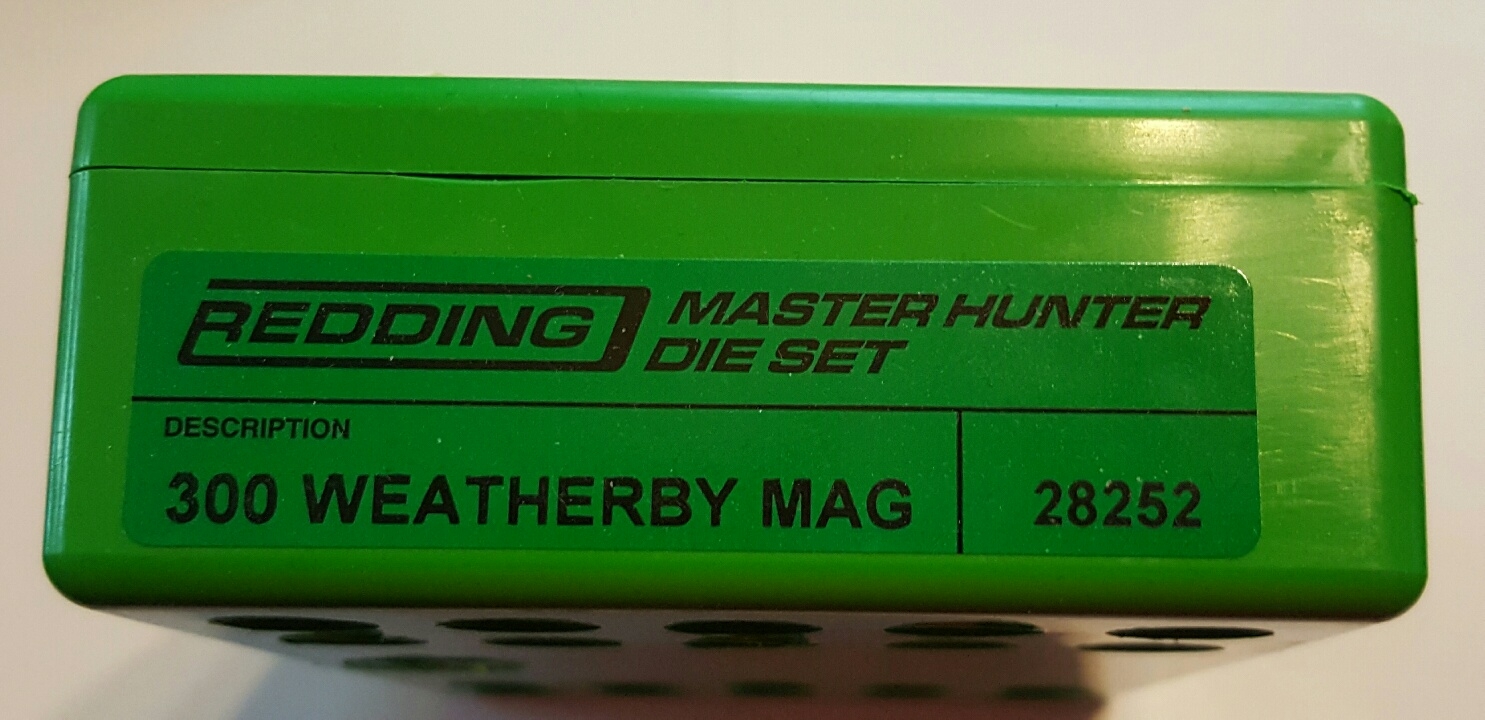 REDDING MASTER HUNTER
DIE SET
DESCRIPTION
300 WEATHERBY MAG 28252